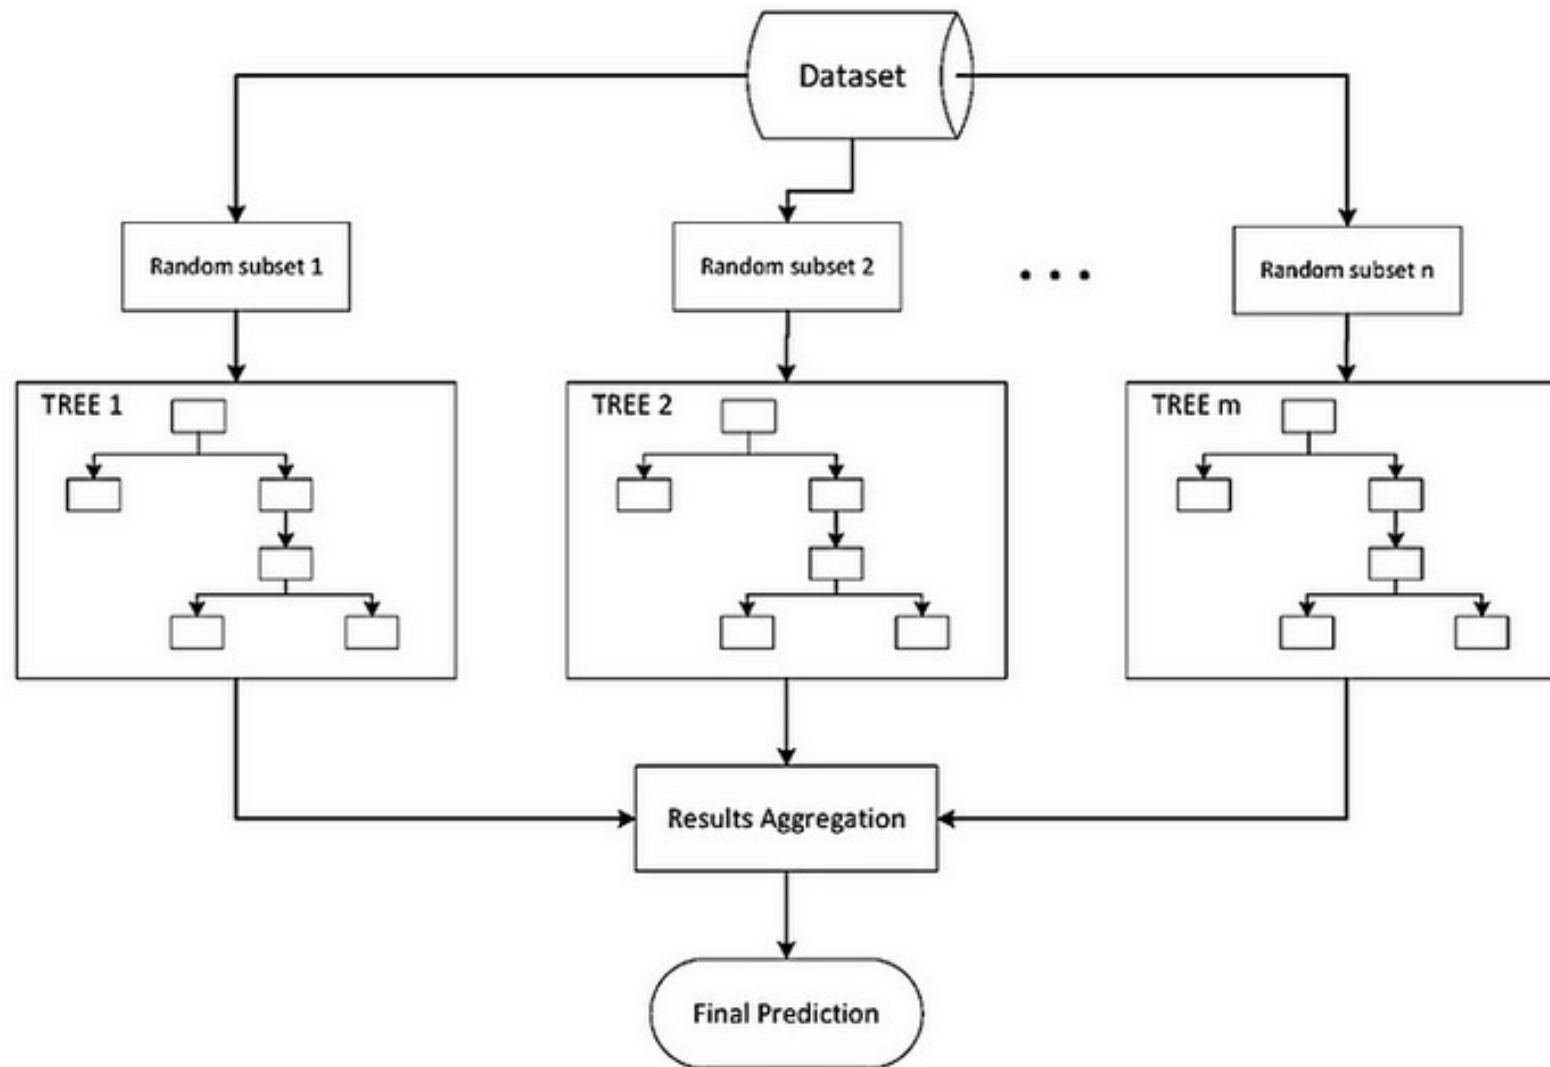 Dataset
Random subset 1
Random subset 2
. . .
Random subset n
TREE 1
TREE 2
TREE m
Results Aggregation
Final Prediction